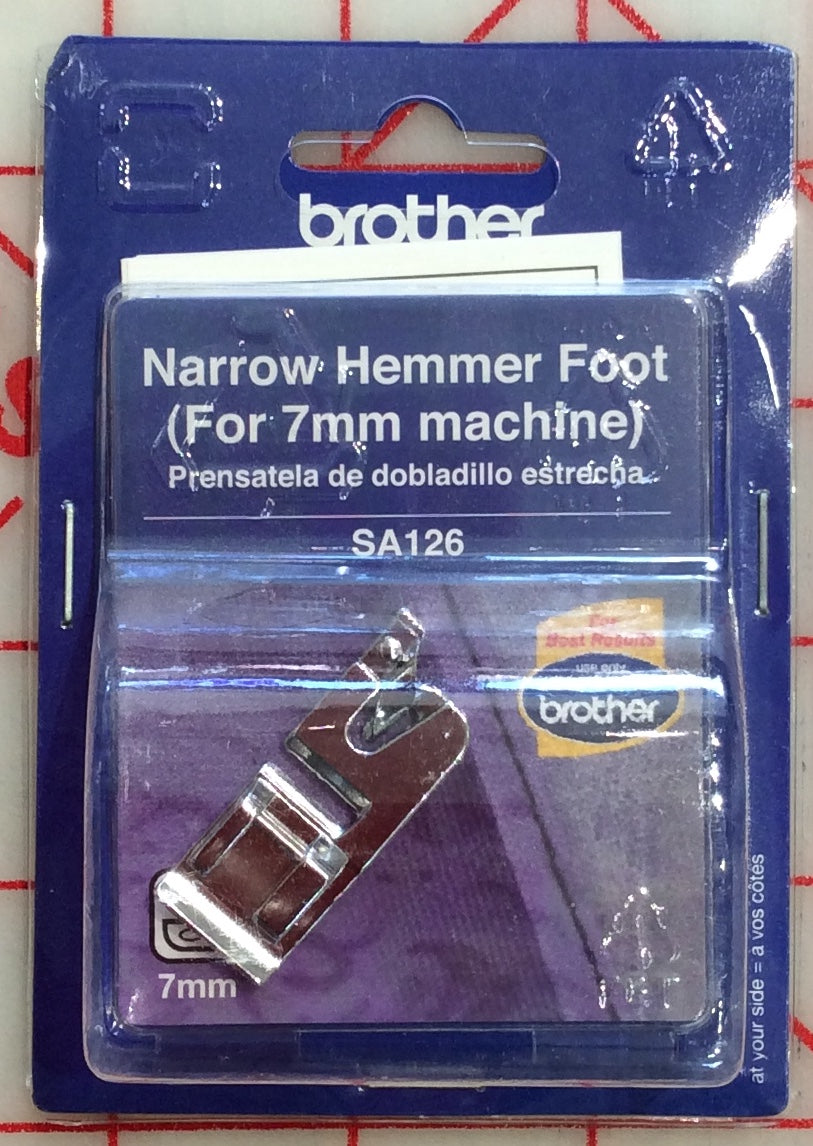 brother
Narrow Hemmer Foot
(For 7mm machine)
Prensatela de dobladillo estrecha
SA126
For
Best Results
use only
brother
7mm
at your side = a vos côtés